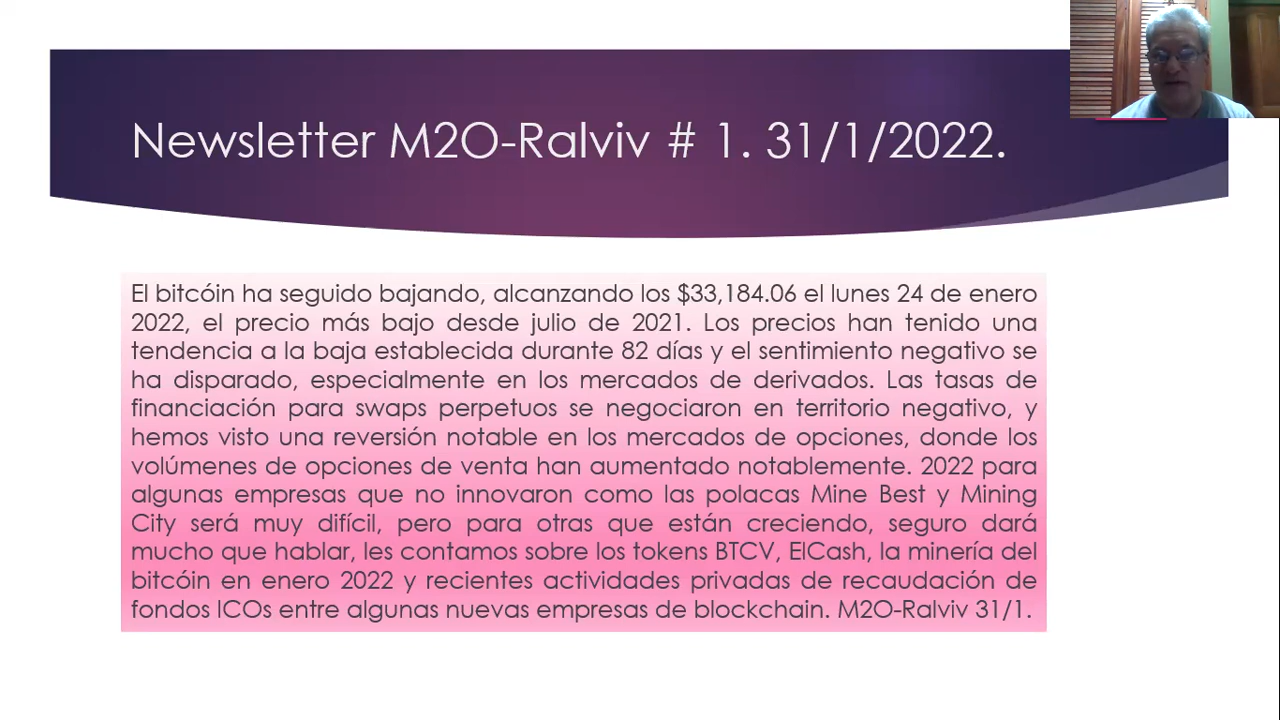 Newsletter M2O-Ralviv # 1. 31/1/2022.
El bitcóin ha seguido bajando, alcanzando los $33,184.06 el lunes 24 de enero
2022, el precio más bajo desde julio de 2021. Los precios han tenido una
tendencia a la baja establecida durante 82 días y el sentimiento negativo se
ha disparado, especialmente en los mercados de derivados. Las tasas de
financiación para swaps perpetuos se negociaron en territorio negativo, y
hemos visto una reversión notable en los mercados de opciones, donde los
volúmenes de opciones de venta han aumentado notablemente. 2022 para
algunas empresas que no innovaron como las polacas Mine Best y Mining
City será muy difícil, pero para otras que están creciendo, seguro dará
mucho que hablar, les contamos sobre los tokens BTCV, ElCash, la minería del
bitcóin en enero 2022 y recientes actividades privadas de recaudación de
fondos ICOs entre algunas nuevas empresas de blockchain. M2O-Ralviv 31/1.